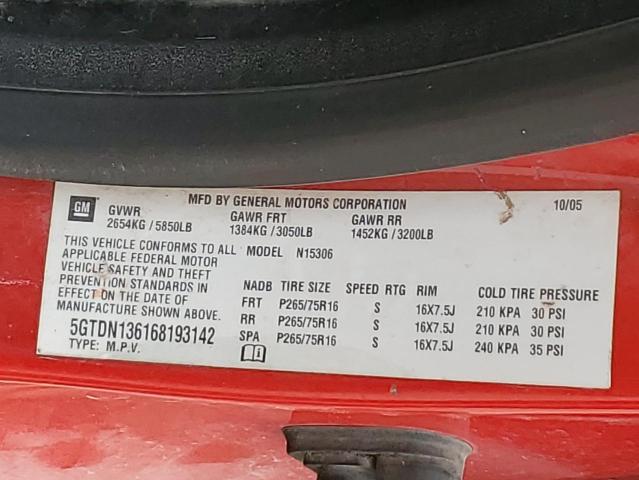 MFD BY GENERAL MOTORS CORPORATION 10/05
GM
GVWR GAWR FRT GAWR RR
2654KG / 5850LB 1384KG / 3050LB 1452KG / 3200LB
THIS VEHICLE CONFORMS TO ALL MODEL N15306
APPLICABLE FEDERAL MOTOR
VEHICLE SAFETY AND THEFT
PREVENTION STANDARDS
IN EFFECT ON THE DATE OF
MANUFACTURE SHOWN ABOVE.
5GTDN136168193142
TYPE: M.P.V.
NADB TIRE SIZE SPEED RTG RIM COLD TIRE PRESSURE
FRT P265/75R16 S 16X7.5J 210 KPA 30 PSI
RR P265/75R16 S 16X7.5J 210 KPA 30 PSI
SPA P265/75R16 S 16X7.5J 240 KPA 35 PSI